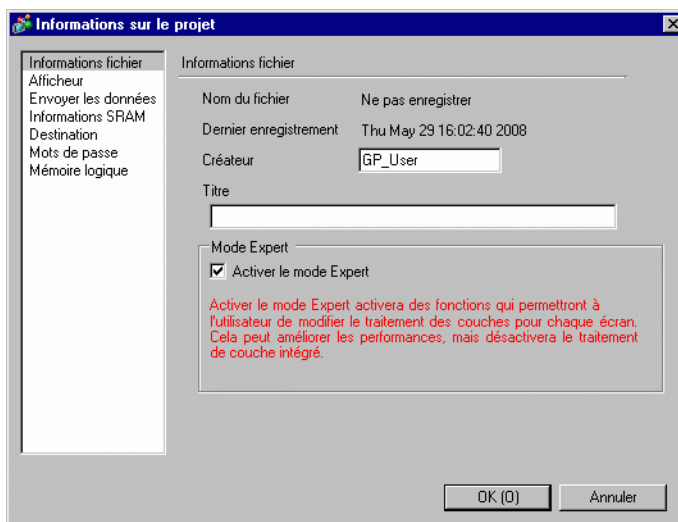 Informations sur le projet
Informations fichier
Afficheur
Envoyer les données
Informations SRAM
Destination
Mots de passe
Mémoire logique
Informations fichier
Nom du fichier Ne pas enregistrer
Dernier enregistrement Thu May 29 16:02:40 2008
Créateur GP_User
Titre
Mode Expert
Activer le mode Expert
Activer le mode Expert activera des fonctions qui permettront à
l'utilisateur de modifier le traitement des couches pour chaque écran.
Cela peut améliorer les performances, mais désactivera le traitement
de couche intégré.
OK (O) Annuler